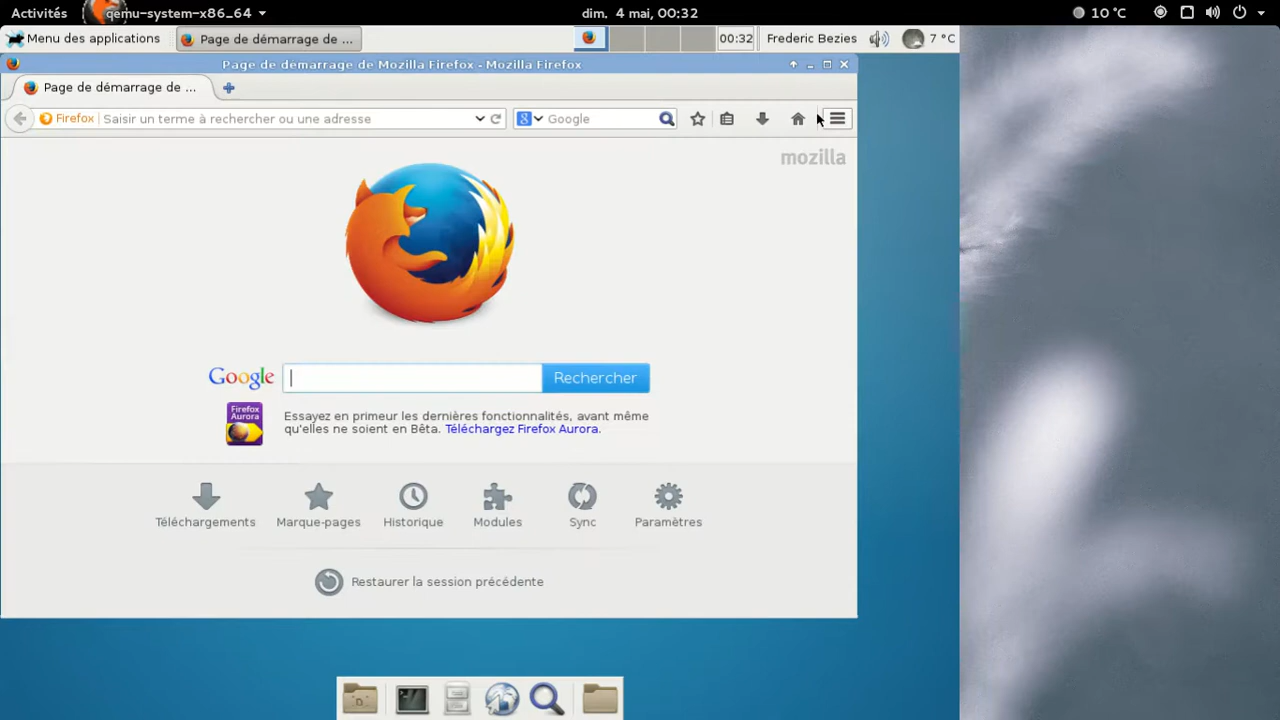 Activités
qemu-system-x86_64
dim. 4 mai, 00:32
10 °C
Menu des applications
Page de démarrage de ...
00:32
Frederic Bezies
7 °C
Page de démarrage de Mozilla Firefox - Mozilla Firefox
Page de démarrage de ...
Firefox
Saisir un terme à rechercher ou une adresse
Google
mozilla
Google
Rechercher
Firefox
Aurora
Essayez en primeur les dernières fonctionnalités, avant même
qu'elles ne soient en Bêta. Téléchargez Firefox Aurora.
Téléchargements
Marque-pages
Historique
Modules
Sync
Paramètres
Restaurer la session précédente